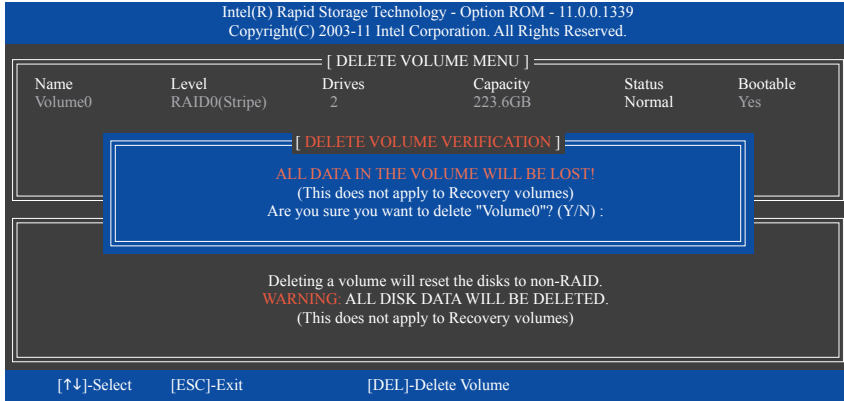 Intel(R) Rapid Storage Technology - Option ROM - 11.0.0.1339
Copyright(C) 2003-11 Intel Corporation. All Rights Reserved.
[ DELETE VOLUME MENU ]
Name Level Drives Capacity Status Bootable
Volume0 RAID0(Stripe) 2 223.6GB Normal Yes
[ DELETE VOLUME VERIFICATION ]
ALL DATA IN THE VOLUME WILL BE LOST!
(This does not apply to Recovery volumes)
Are you sure you want to delete "Volume0"? (Y/N) :
Deleting a volume will reset the disks to non-RAID.
WARNING: ALL DISK DATA WILL BE DELETED.
(This does not apply to Recovery volumes)
[↑↓]-Select [ESC]-Exit [DEL]-Delete Volume